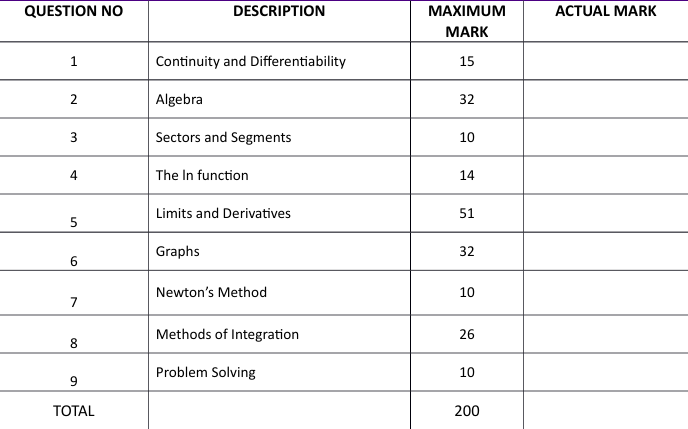 QUESTION NO DESCRIPTION MAXIMUM MARK ACTUAL MARK
1 Continuity and Differentiability 15
2 Algebra 32
3 Sectors and Segments 10
4 The ln function 14
5 Limits and Derivatives 51
6 Graphs 32
7 Newton’s Method 10
8 Methods of Integration 26
9 Problem Solving 10
TOTAL 200